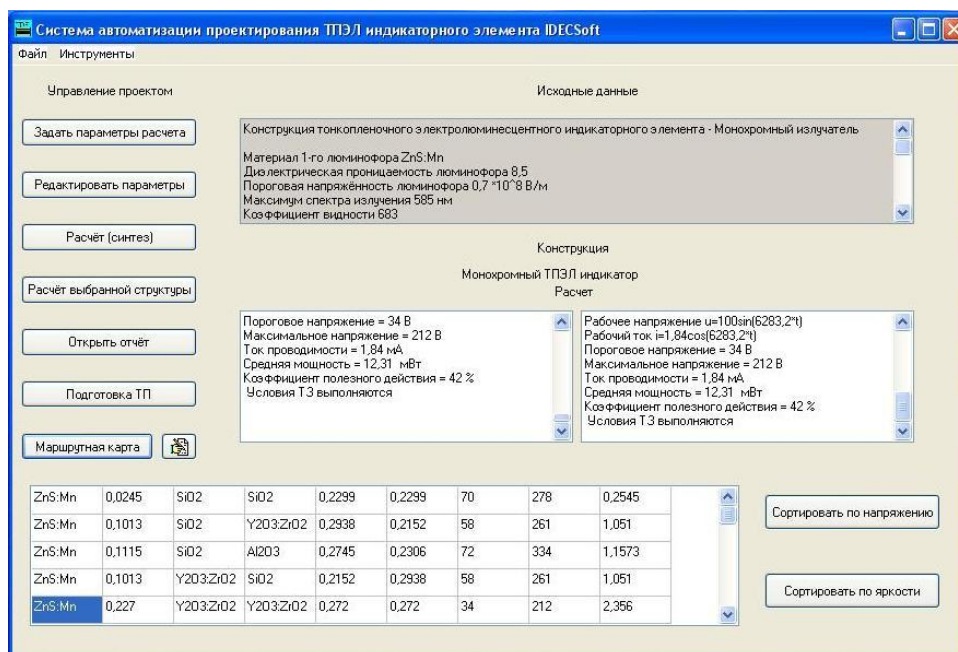 Система автоматизации проектирования ТПЭЛ индикаторного элемента IDECSoft
Файл Инструменты
Управление проектом
Исходные данные
Задать параметры расчета
Редактировать параметры
Расчёт (синтез)
Расчёт выбранной структуры
Открыть отчёт
Подготовка ТП
Маршрутная карта
Конструкция тонкопленочного электролюминесцентного индикаторного элемента - Монохромный излучатель
Материал 1-го люминофора ZnS:Mn
Диэлектрическая проницаемость люминофора 8,5
Пороговая напряжённость люминофора 0,7 *10^8 В/м
Максимум спектра излучения 585 нм
Коэффициент видности 683
Конструкция
Монохромный ТПЭЛ индикатор
Расчет
Пороговое напряжение = 34 В
Максимальное напряжение = 212 В
Ток проводимости = 1,84 мА
Средняя мощность = 12,31 мВт
Коэффициент полезного действия = 42 %
Условия ТЗ выполняются
Рабочее напряжение u=100sin(6283,2*t)
Рабочий ток i=1,84cos(6283,2*t)
Пороговое напряжение = 34 В
Максимальное напряжение = 212 В
Ток проводимости = 1,84 мА
Средняя мощность = 12,31 мВт
Коэффициент полезного действия = 42 %
Условия ТЗ выполняются
ZnS:Mn 0,0245 SiO2 SiO2 0,2299 0,2299 70 278 0,2545
ZnS:Mn 0,1013 SiO2 Y2O3:ZrO2 0,2938 0,2152 58 261 1,051
ZnS:Mn 0,1115 SiO2 Al2O3 0,2745 0,2306 72 334 1,1573
ZnS:Mn 0,1013 Y2O3:ZrO2 SiO2 0,2152 0,2938 58 261 1,051
ZnS:Mn 0,227 Y2O3:ZrO2 Y2O3:ZrO2 0,272 0,272 34 212 2,356
Сортировать по напряжению
Сортировать по яркости